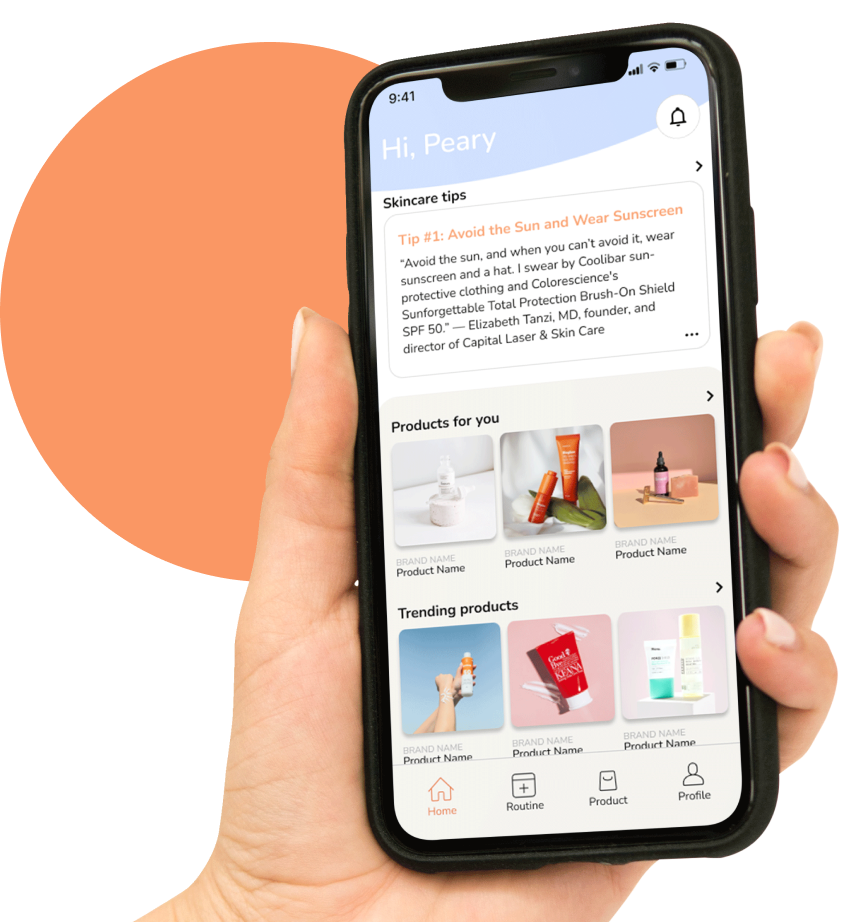 9:41
Hi, Peary
Skincare tips
Tip #1: Avoid the Sun and Wear Sunscreen
“Avoid the sun, and when you can’t avoid it, wear
sunscreen and a hat. I swear by Coolibar sun-
protective clothing and Colorescience's
Sunforgettable Total Protection Brush-On Shield
SPF 50.” — Elizabeth Tanzi, MD, founder, and
director of Capital Laser & Skin Care
Products for you
BRAND NAME
Product Name
BRAND NAME
Product Name
BRAND NAME
Product Name
Trending products
Good
Bye
KEANA
BRAND NAME
Product Name
BRAND NAME
Product Name
BRAND NAME
Product Name
Home
Routine
Product
Profile